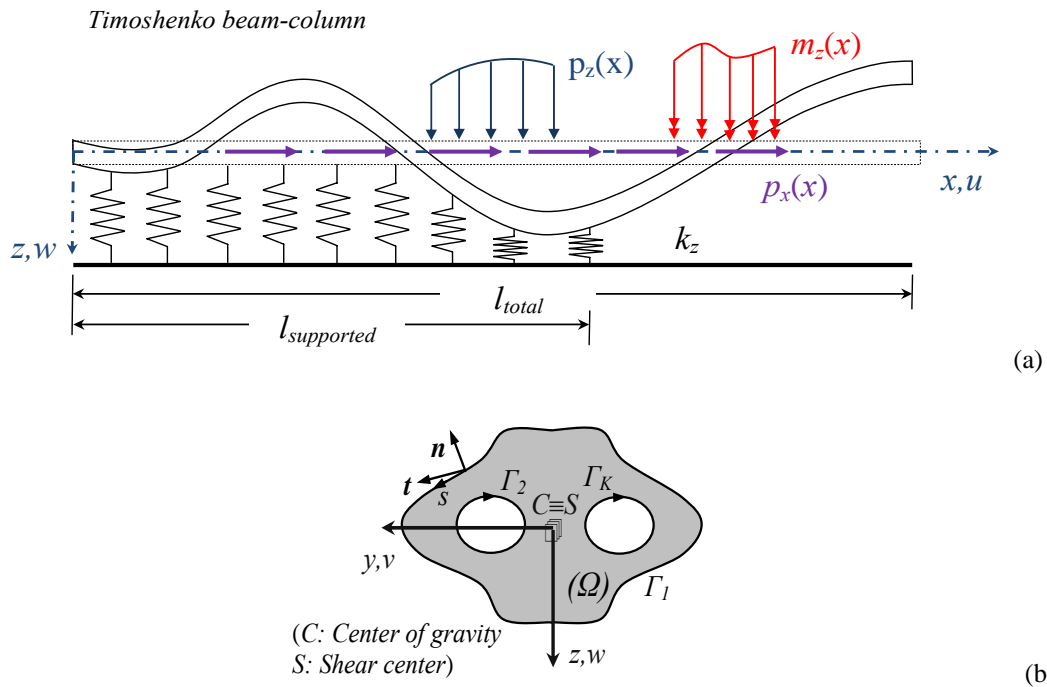 Timoshenko beam-column
p_z(x)
m_z(x)
x,u
p_x(x)
z,w
k_z
l_total
l_supported
(a)
n
t
s
Γ_2
Γ_K
C≡S
y,v
(Ω)
Γ_1
(C: Center of gravity
S: Shear center)
z,w
(b